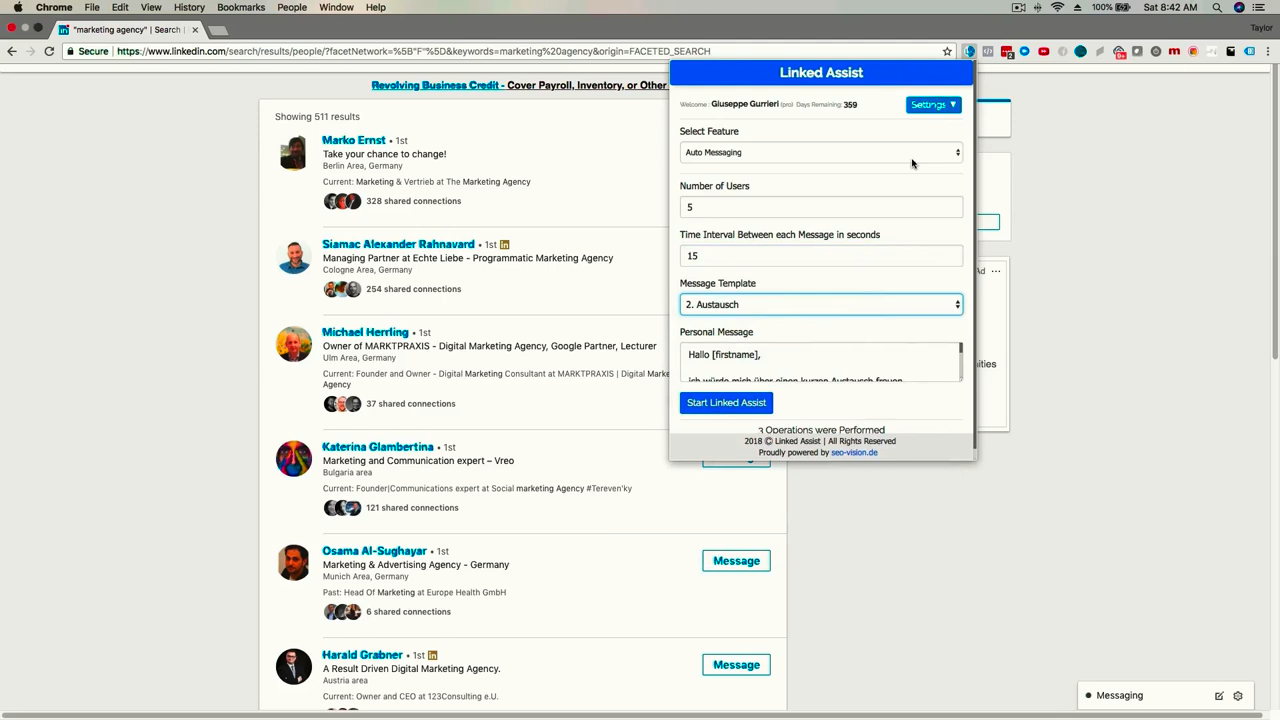 Chrome File Edit View History Bookmarks People Window Help
100% Sat 8:42 AM
"marketing agency" | Search |
Taylor
Secure https://www.linkedin.com/search/results/people/?facetNetwork=%5B"F"%5D&keywords=marketing%20agency&origin=FACETED_SEARCH
Revolving Business Credit - Cover Payroll, Inventory, or Other
Showing 511 results
Marko Ernst • 1st
Take your chance to change!
Berlin Area, Germany
Current: Marketing & Vertrieb at The Marketing Agency
328 shared connections
Siamac Alexander Rahnavard • 1st
Managing Partner at Echte Liebe - Programmatic Marketing Agency
Cologne Area, Germany
254 shared connections
Michael Herrling • 1st
Owner of MARKTPRAXIS - Digital Marketing Agency, Google Partner, Lecturer
Ulm Area, Germany
Current: Founder and Owner - Digital Marketing Consultant at MARKTPRAXIS | Digital Marke
Agency
37 shared connections
Katerina Glambertina • 1st
Marketing and Communication expert – Vreo
Bulgaria area
Current: Founder|Communications expert at Social marketing Agency #Tereven'ky
121 shared connections
Osama Al-Sughayar • 1st
Marketing & Advertising Agency - Germany
Munich Area, Germany
Past: Head Of Marketing at Europe Health GmbH
6 shared connections
Message
Harald Grabner • 1st
A Result Driven Digital Marketing Agency.
Austria area
Current: Owner and CEO at 123Consulting e.U.
Message
Linked Assist
Welcome : Giuseppe Gurrieri (pro) Days Remaining: 359
Settings
Select Feature
Auto Messaging
Number of Users
5
Time Interval Between each Message in seconds
15
Message Template
2. Austausch
Personal Message
Hallo [firstname],
ich würde mich über einen kurzen Austausch freuen
Start Linked Assist
3 Operations were Performed
2018 © Linked Assist | All Rights Reserved
Proudly powered by seo-vision.de
Ad
nities
Messaging